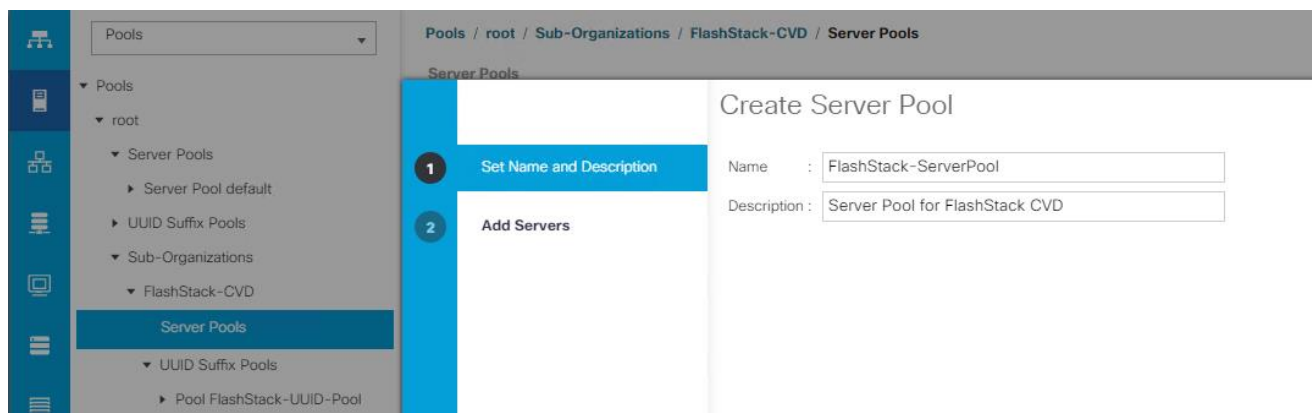 Pools
Pools / root / Sub-Organizations / FlashStack-CVD / Server Pools
Server Pools
Pools
root
Server Pools
Server Pool default
UUID Suffix Pools
Sub-Organizations
FlashStack-CVD
Server Pools
UUID Suffix Pools
Pool FlashStack-UUID-Pool
Create Server Pool
1 Set Name and Description
2 Add Servers
Name : FlashStack-ServerPool
Description : Server Pool for FlashStack CVD